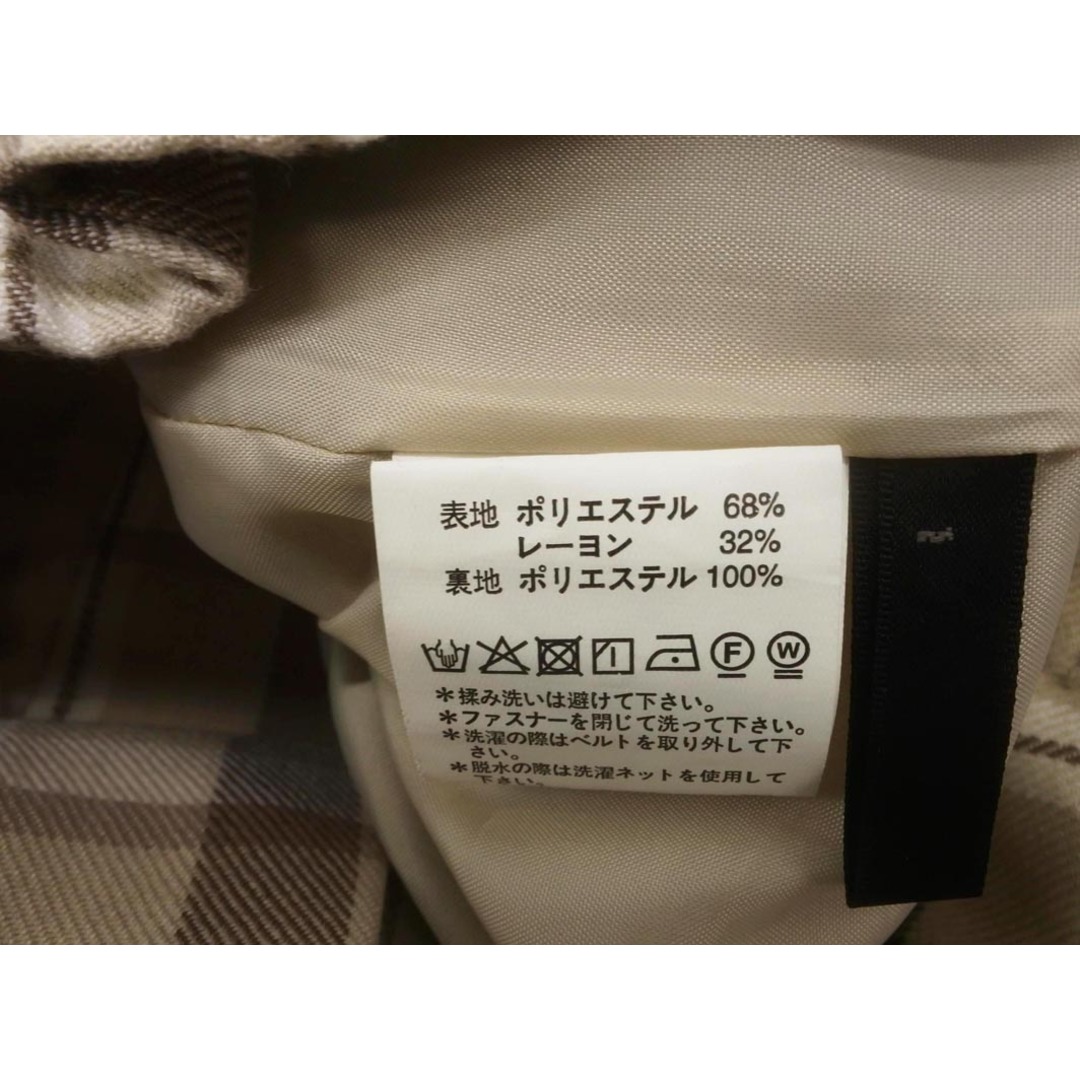 表地 ポリエステル 68%
レーヨン 32%
裏地 ポリエステル 100%
F W
＊揉み洗いは避けて下さい。
＊ファスナーを閉じて洗って下さい。
＊洗濯の際はベルトを取り外して下
さい。
＊脱水の際は洗濯ネットを使用して
下さい。